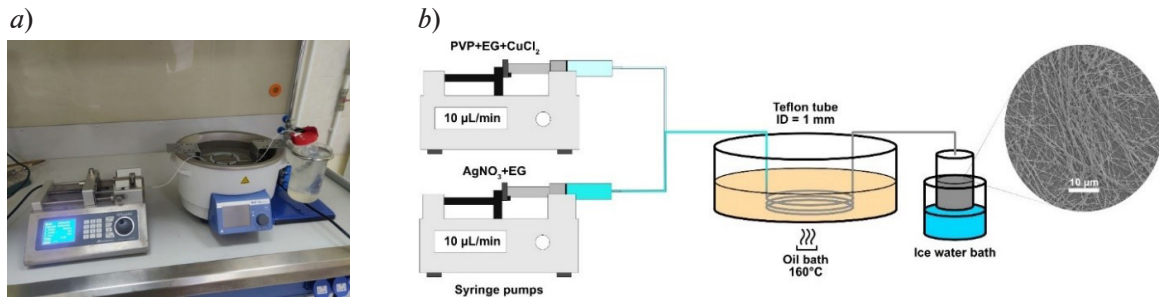 a)
b)
PVP+EG+CuCl₂
10 µL/min
AgNO₃+EG
10 µL/min
Syringe pumps
Teflon tube
ID = 1 mm
Oil bath
160°C
Ice water bath
10 µm